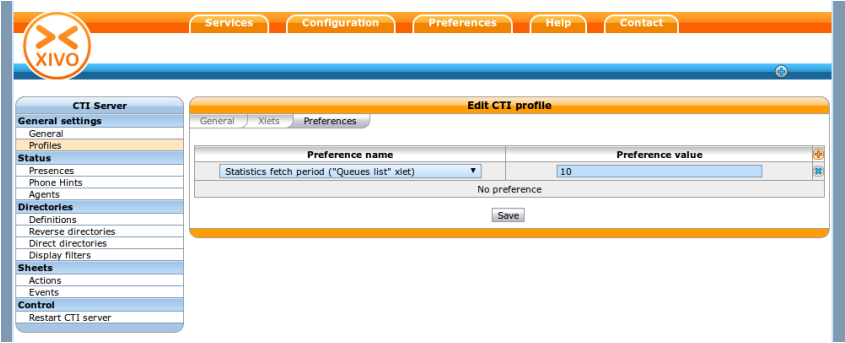 Services Configuration Preferences Help Contact
XIVO
CTI Server
General settings
General
Profiles
Status
Presences
Phone Hints
Agents
Directories
Definitions
Reverse directories
Direct directories
Display filters
Sheets
Actions
Events
Control
Restart CTI server
Edit CTI profile
General Xlets Preferences
Preference name Preference value
Statistics fetch period ("Queues list" xlet) 10
No preference
Save